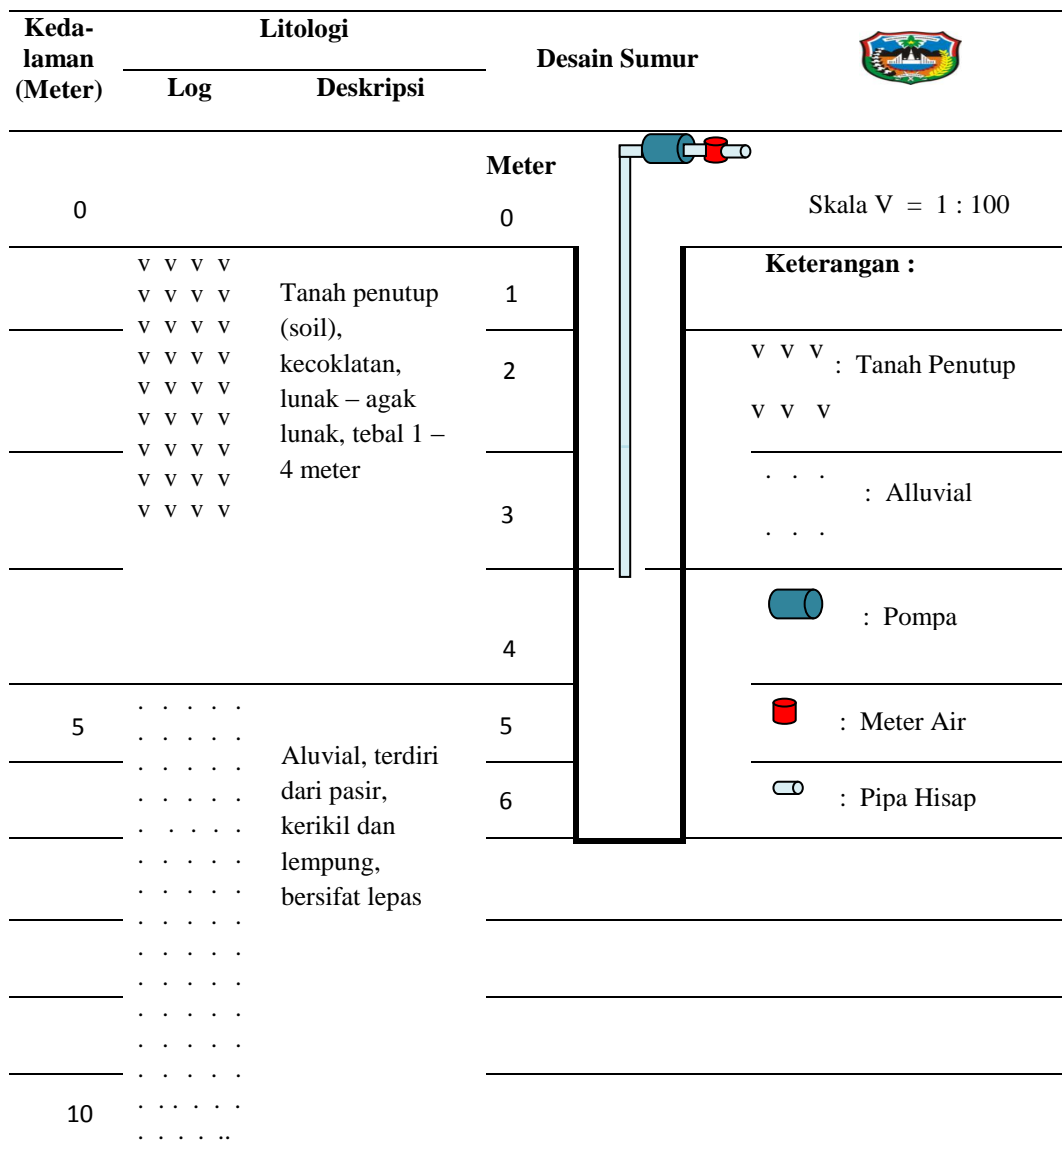 Keda-
laman
(Meter)
Litologi
Log
Deskripsi
Desain Sumur
Meter
0
0
Skala V = 1 : 100
Keterangan :
v v v v
v v v v
v v v v
v v v v
v v v v
v v v v
v v v v
v v v v
v v v v
Tanah penutup
(soil),
kecoklatan,
lunak – agak
lunak, tebal 1 –
4 meter
1
2
3
4
v v v
: Tanah Penutup
v v v
. . .
: Alluvial
. . .
: Pompa
5
. . . . .
. . . . .
. . . . .
. . . . .
. . . . .
. . . . .
. . . . .
. . . . .
. . . . .
. . . . .
. . . . .
. . . . .
. . . . .
Aluvial, terdiri
dari pasir,
kerikil dan
lempung,
bersifat lepas
5
6
: Meter Air
: Pipa Hisap
10
. . . . . .
. . . . ..